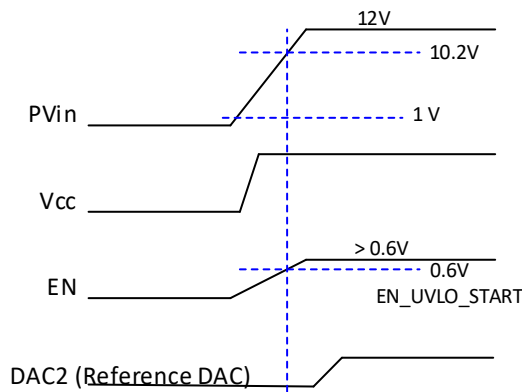 12V
10.2V
PVin
1 V
Vcc
> 0.6V
0.6V
EN
EN_UVLO_START
DAC2 (Reference DAC)